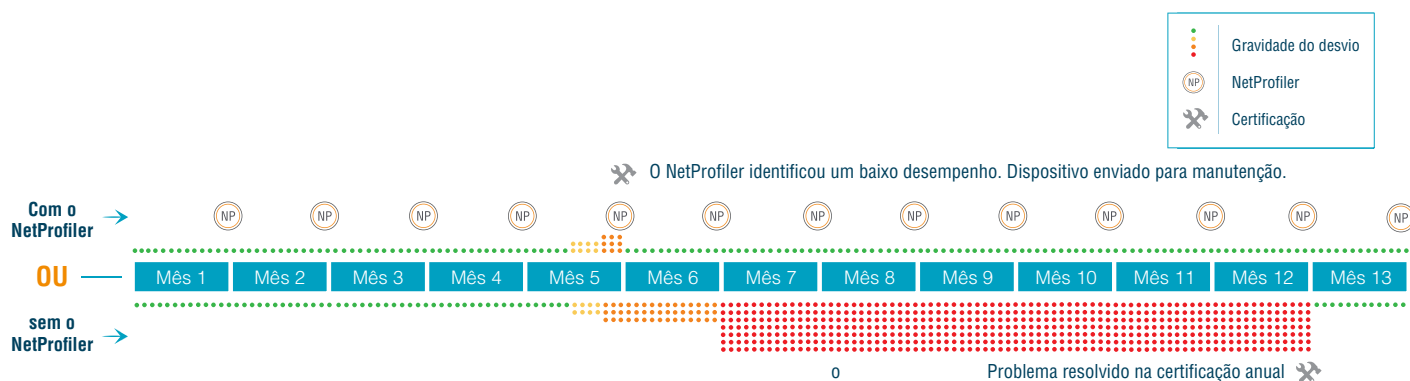 Gravidade do desvio
NP NetProfiler
Certificação
O NetProfiler identificou um baixo desempenho. Dispositivo enviado para manutenção.
Com o
NetProfiler
NP NP NP NP NP NP NP NP NP NP NP NP NP
OU
Mês 1 Mês 2 Mês 3 Mês 4 Mês 5 Mês 6 Mês 7 Mês 8 Mês 9 Mês 10 Mês 11 Mês 12 Mês 13
sem o
NetProfiler
o Problema resolvido na certificação anual